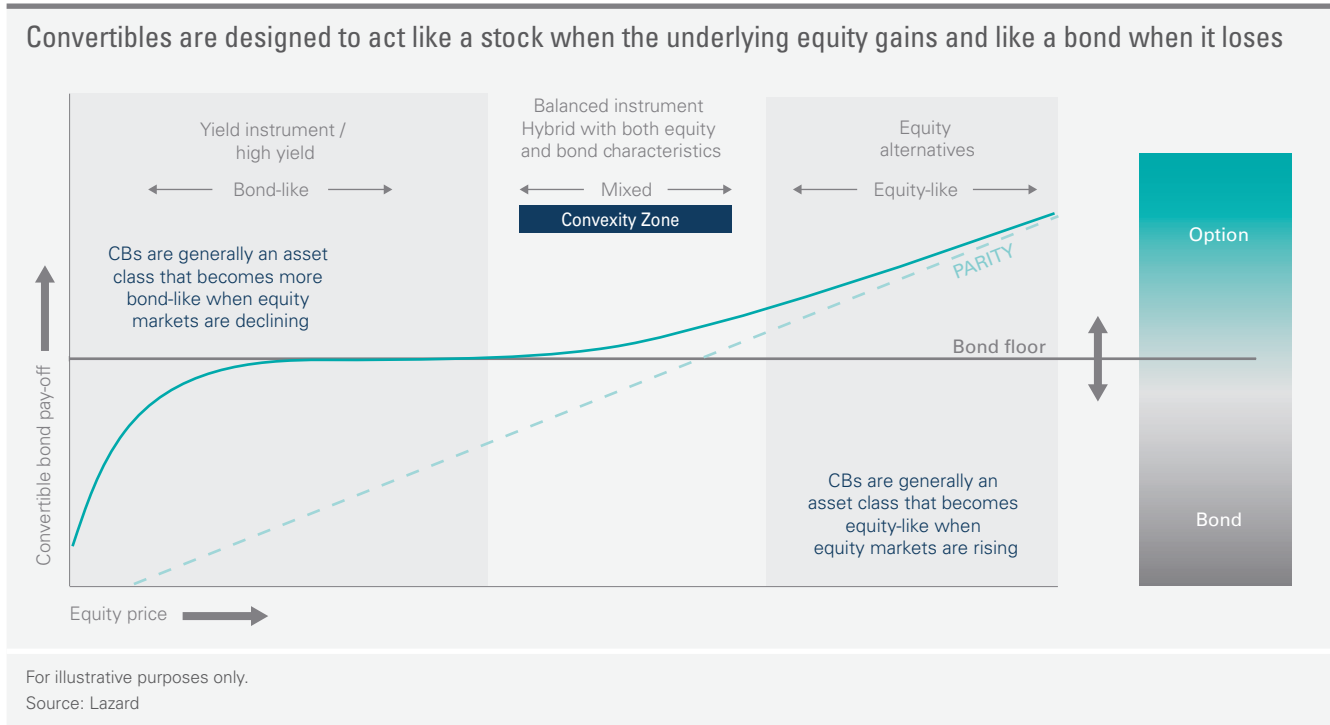 Convertibles are designed to act like a stock when the underlying equity gains and like a bond when it loses
Yield instrument /
high yield
Bond-like
Balanced instrument
Hybrid with both equity
and bond characteristics
Mixed
Convexity Zone
Equity
alternatives
Equity-like
CBs are generally an asset
class that becomes more
bond-like when equity
markets are declining
Option
PARITY
Bond floor
Convertible bond pay-off
CBs are generally an
asset class that becomes
equity-like when
equity markets are rising
Bond
Equity price
For illustrative purposes only.
Source: Lazard